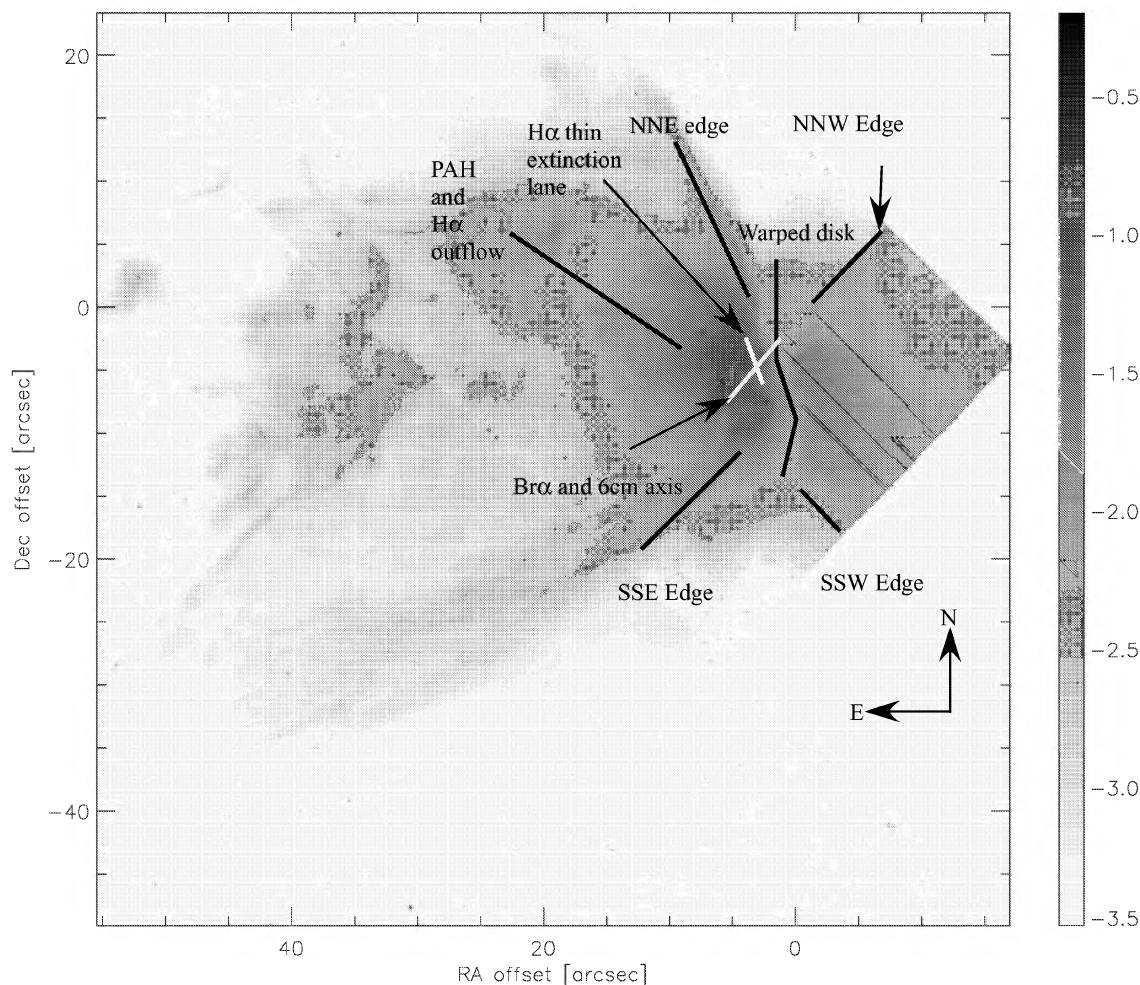 20
0
−20
−40
Dec offset [arcsec]
40
20
0
RA offset [arcsec]
PAH
and
Hα
outflow
Hα thin
extinction
lane
NNE edge
NNW Edge
Warped disk
Brα and 6cm axis
SSE Edge
SSW Edge
N
E
−0.5
−1.0
−1.5
−2.0
−2.5
−3.0
−3.5